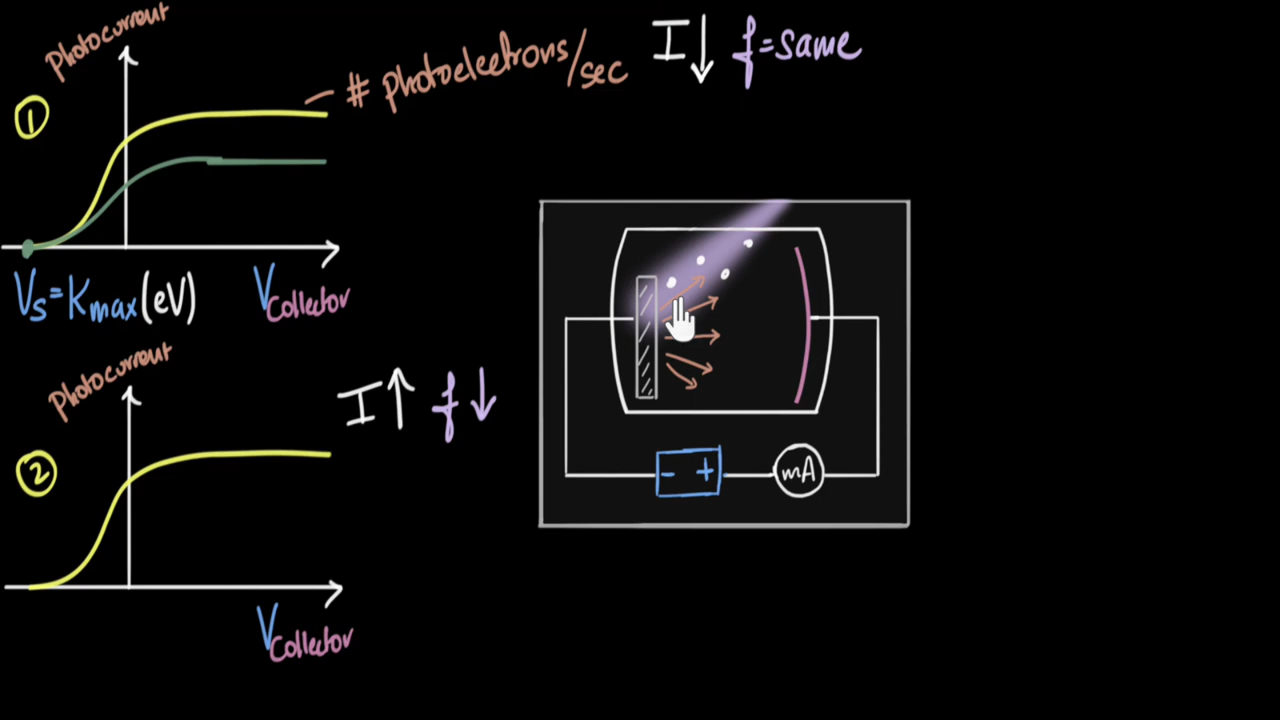 Photocurrent
# photoelectrons/sec
I↓ f=same
1
Vs=Kmax(eV)
VCollector
Photocurrent
I↑ f↓
2
- +
mA
VCollector